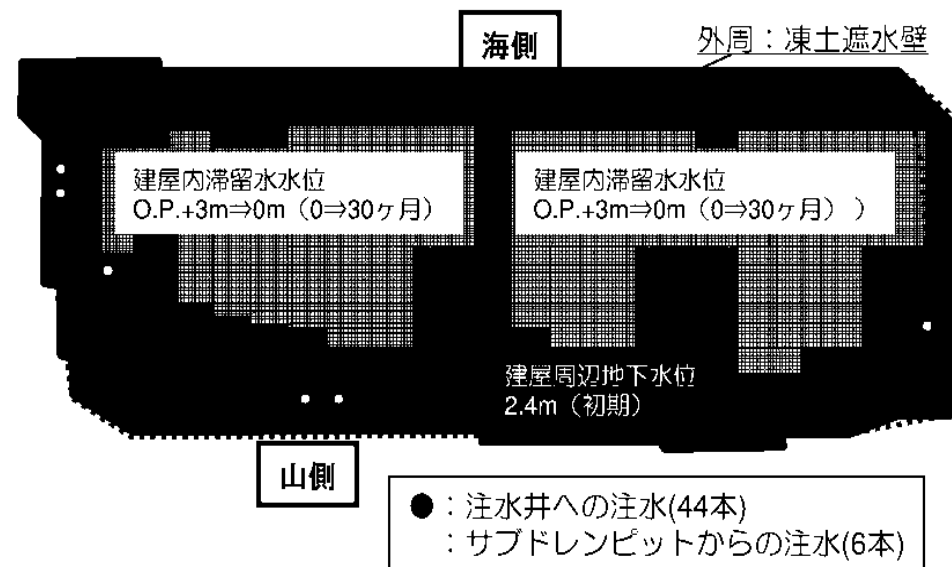 海側
外周：凍土遮水壁
建屋内滞留水水位
O.P.+3m⇒0m（0⇒30ヶ月）
建屋内滞留水水位
O.P.+3m⇒0m（0⇒30ヶ月））
建屋周辺地下水位
2.4m（初期）
山側
●：注水井への注水(44本)
：サブドレンピットからの注水(6本)